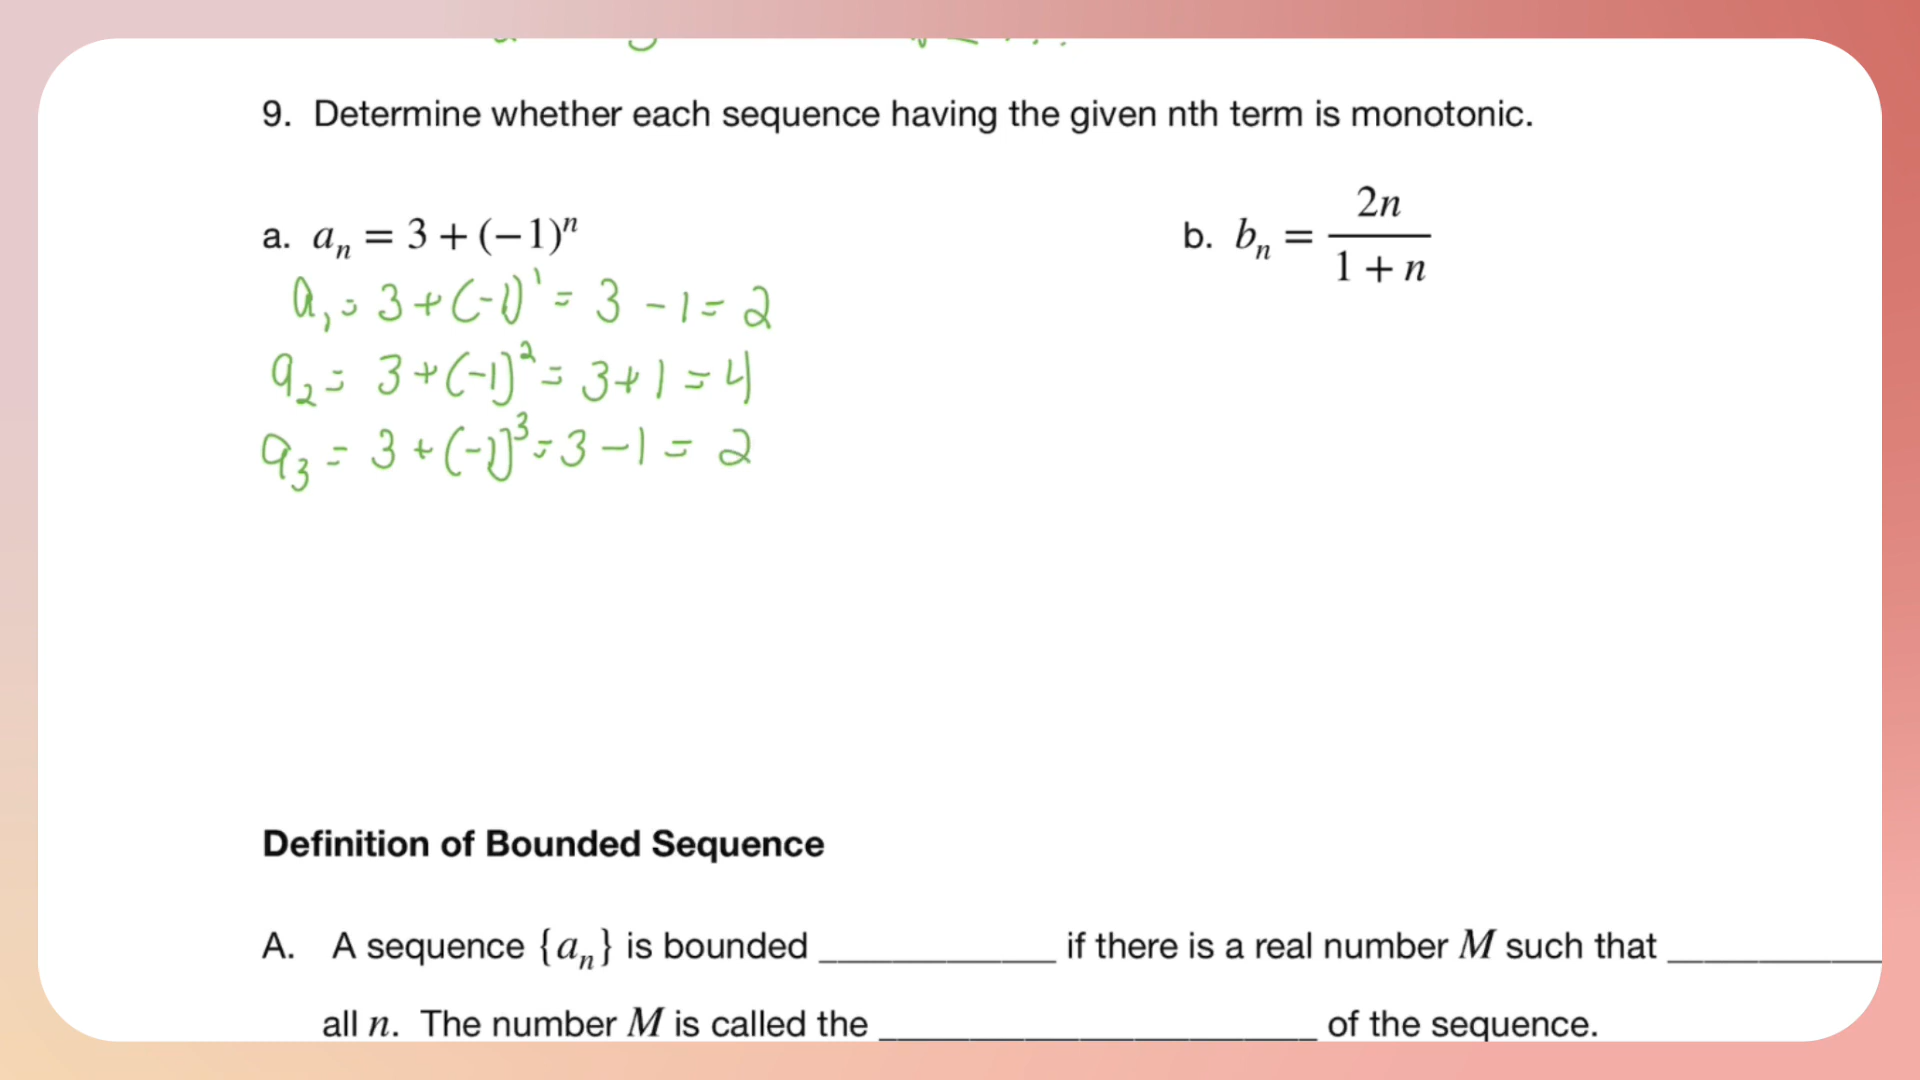 9. Determine whether each sequence having the given nth term is monotonic.
a. aₙ = 3 + (−1)ⁿ
b. bₙ = 2n / (1 + n)
a₁ = 3 + (-1)¹ = 3 - 1 = 2
a₂ = 3 + (-1)² = 3 + 1 = 4
a₃ = 3 + (-1)³ = 3 - 1 = 2
Definition of Bounded Sequence
A. A sequence {aₙ} is bounded ____________ if there is a real number M such that ____________
all n. The number M is called the ______________________ of the sequence.